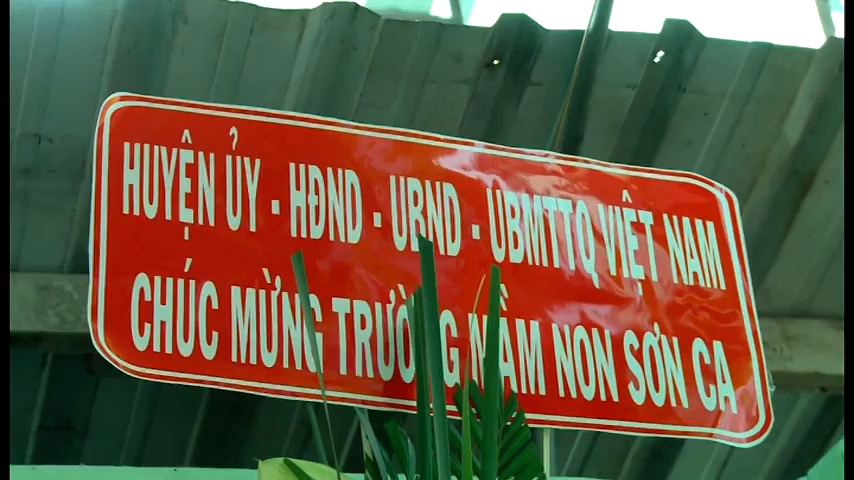 HUYỆN ỦY - HĐND - UBND - UBMTTQ VIỆT NAM
CHÚC MỪNG TRƯỜNG MẦM NON SƠN CA